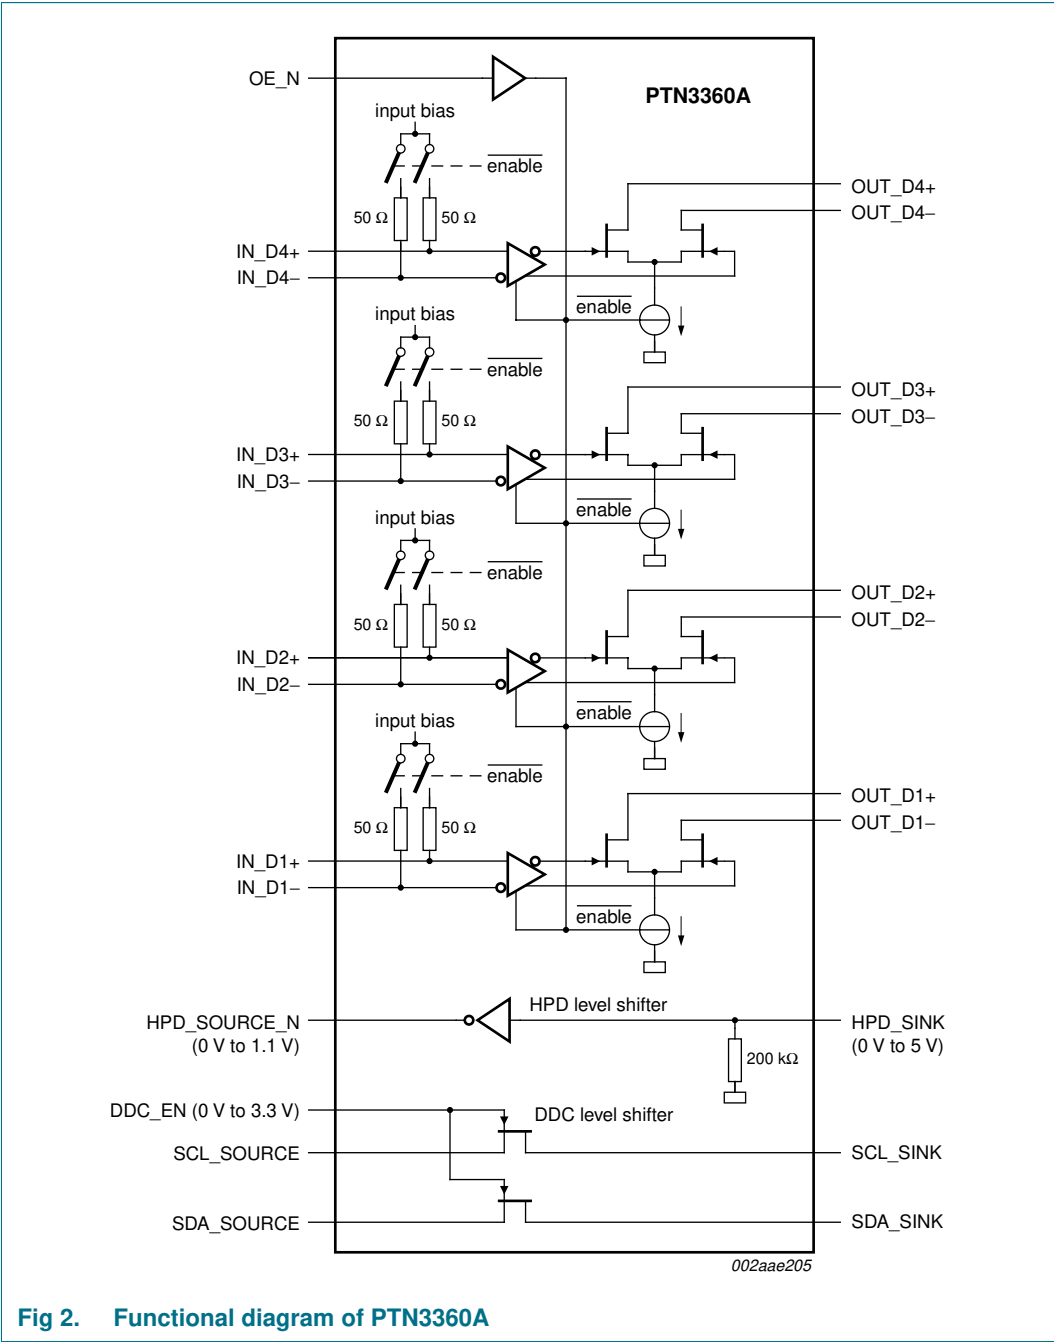 OE_N
PTN3360A
input bias
enable
OUT_D4+
50 Ω 50 Ω
OUT_D4−
IN_D4+
IN_D4−
enable
input bias
enable
OUT_D3+
50 Ω 50 Ω
OUT_D3−
IN_D3+
IN_D3−
enable
input bias
enable
OUT_D2+
50 Ω 50 Ω
OUT_D2−
IN_D2+
IN_D2−
enable
input bias
enable
OUT_D1+
50 Ω 50 Ω
OUT_D1−
IN_D1+
IN_D1−
enable
HPD level shifter
HPD_SOURCE_N
(0 V to 1.1 V)
HPD_SINK
(0 V to 5 V)
200 kΩ
DDC_EN (0 V to 3.3 V)
DDC level shifter
SCL_SOURCE
SCL_SINK
SDA_SOURCE
SDA_SINK
002aae205
Fig 2. Functional diagram of PTN3360A